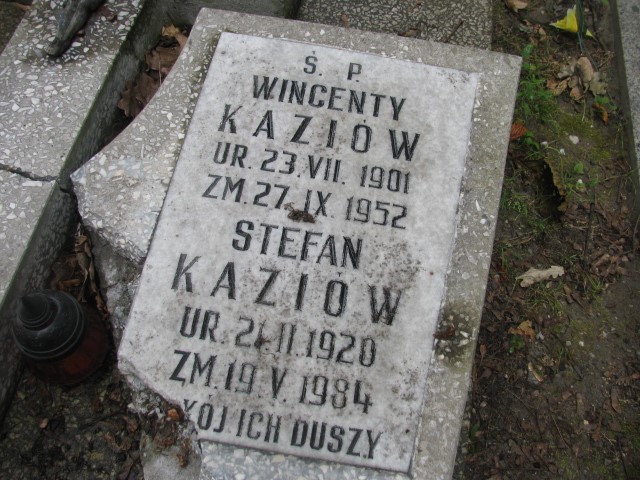 Ś. P.
WINCENTY
KAZIÓW
UR. 23. VII. 1901
ZM. 27. IX. 1952
STEFAN
KAZIÓW
UR. 21. II. 1920
ZM. 19. V. 1984
KÓJ ICH DUSZY